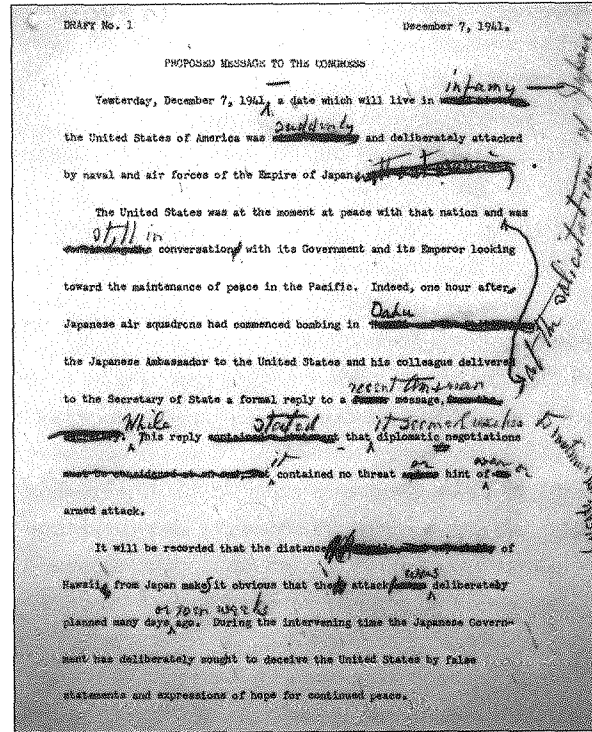 DRAFT No. 1 December 7, 1941.
PROPOSED MESSAGE TO THE CONGRESS
infamy
Yesterday, December 7, 1941, a date which will live in
suddenly
the United States of America was and deliberately attacked
by naval and air forces of the Empire of Japan.
The United States was at the moment at peace with that nation and was
still in
conversation with its Government and its Emperor looking
toward the maintenance of peace in the Pacific. Indeed, one hour after,
Oahu
Japanese air squadrons had commenced bombing in
the Japanese Ambassador to the United States and his colleague delivered
to the Secretary of State a formal reply to a message,
recent American
While stated it seemed useless
This reply that diplomatic negotiations
it or war or
contained no threat hint of
armed attack.
It will be recorded that the distance of
Hawaii, from Japan makes it obvious that the attack deliberately
was
or even weeks
planned many days ago. During the intervening time the Japanese Govern-
ment has deliberately sought to deceive the United States by false
statements and expressions of hope for continued peace.
at the solicitation of Japan